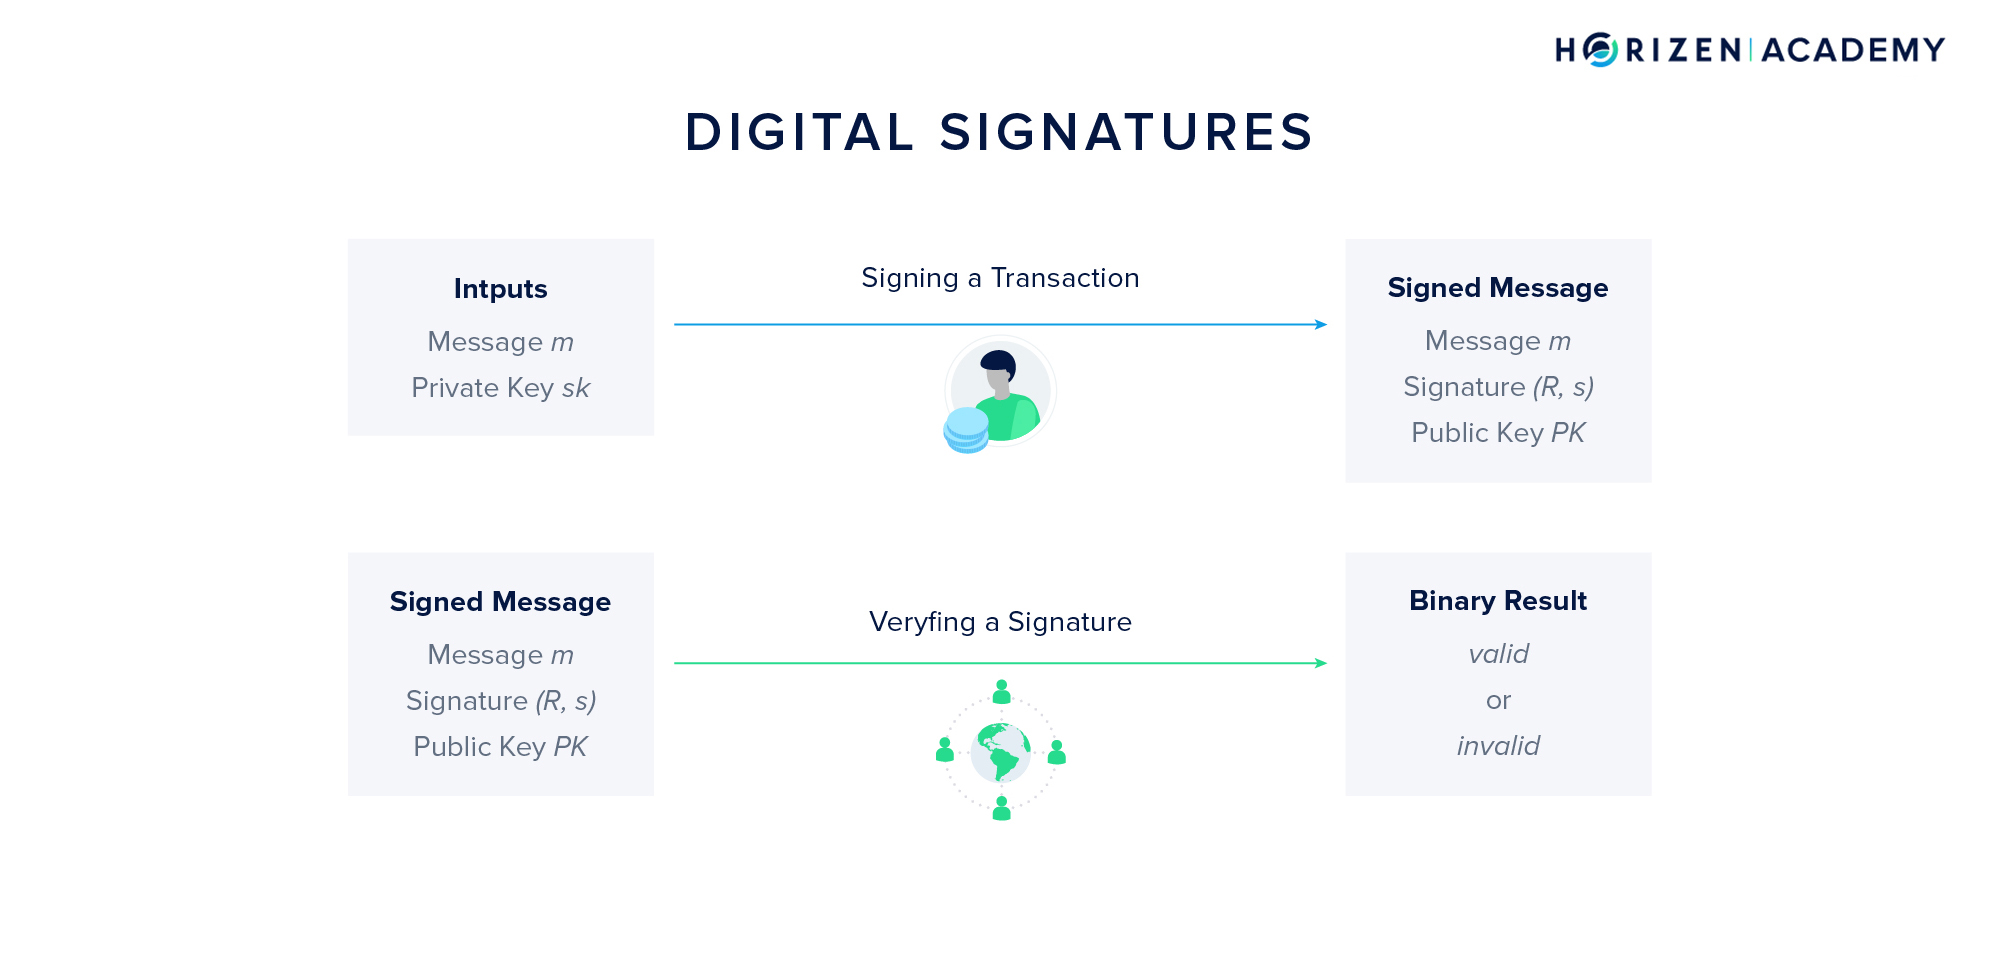 HORIZEN | ACADEMY
DIGITAL SIGNATURES
Intputs
Message m
Private Key sk
Signing a Transaction
Signed Message
Message m
Signature (R, s)
Public Key PK
Signed Message
Message m
Signature (R, s)
Public Key PK
Veryfing a Signature
Binary Result
valid
or
invalid